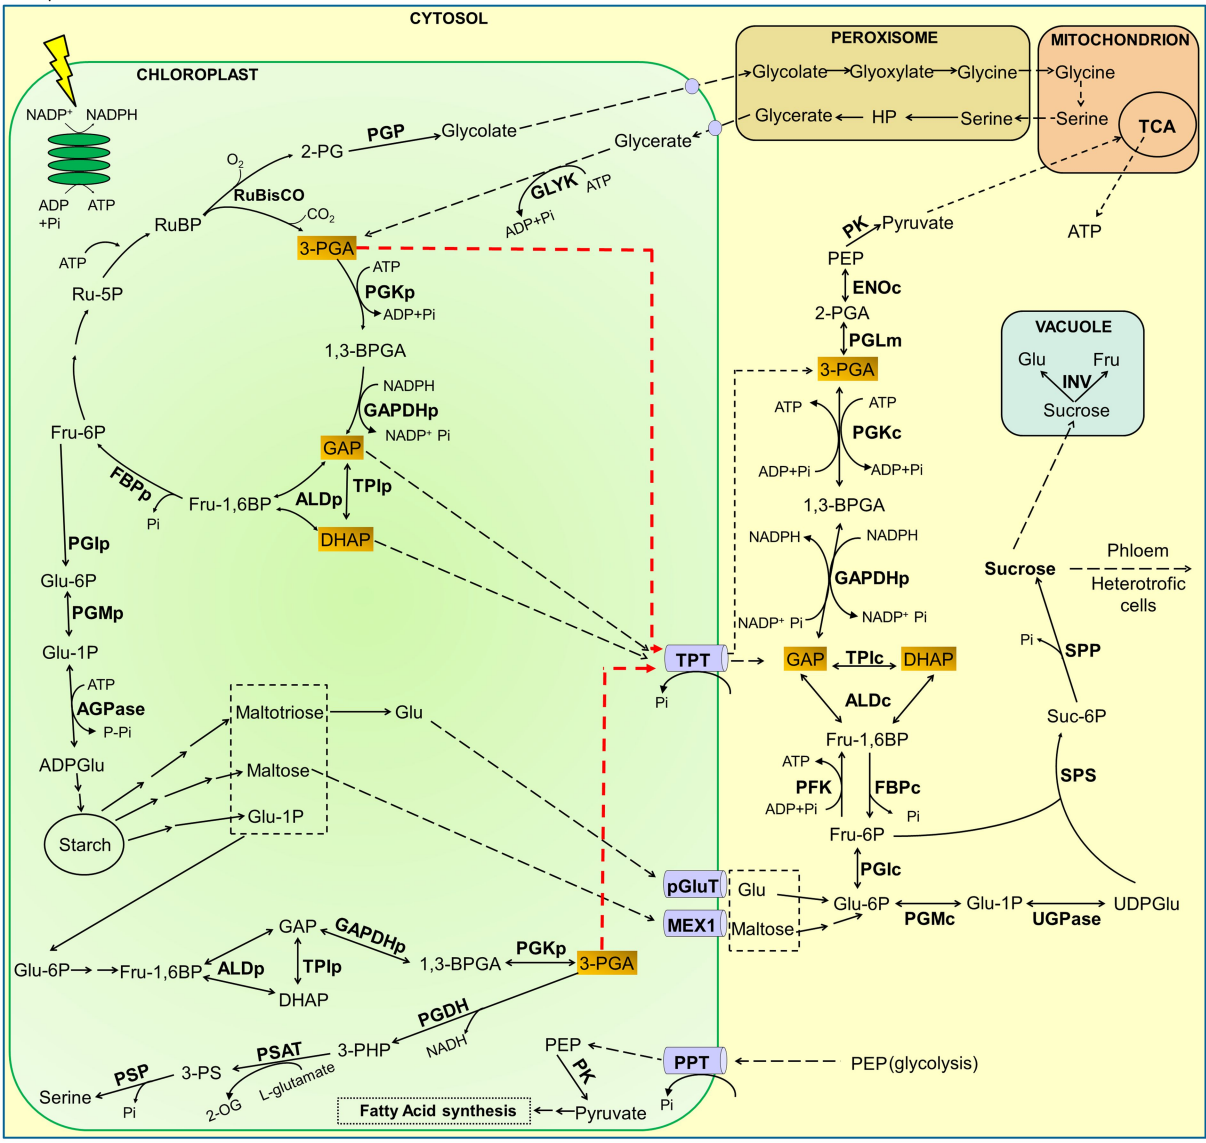 CYTOSOL
CHLOROPLAST
NADP⁺ NADPH
ADP
+Pi
ATP
PEROXISOME
Glycolate
Glyoxylate
Glycine
Glycerate
HP
Serine
MITOCHONDRION
Glycine
Serine
TCA
ATP
PGP
Glycolate
2-PG
O₂
RuBisCO
CO₂
RuBP
Glycerate
GLYK
ATP
ADP+Pi
3-PGA
ATP
PGKp
ADP+Pi
1,3-BPGA
NADPH
GAPDHp
NADP⁺ Pi
GAP
TPIp
ALDp
DHAP
Fru-1,6BP
FBPp
Pi
Fru-6P
Ru-5P
ATP
PGIp
Glu-6P
PGMp
Glu-1P
ATP
AGPase
P-Pi
ADPGlu
Starch
Maltotriose
Glu
Maltose
Glu-1P
Glu-6P
Fru-1,6BP
ALDp
GAP
TPIp
DHAP
GAPDHp
1,3-BPGA
PGKp
3-PGA
PGDH
NADH
3-PHP
PSAT
L-glutamate
2-OG
3-PS
PSP
Pi
Serine
PEP
PK
Pyruvate
Fatty Acid synthesis
TPT
Pi
pGluT
MEX1
PPT
Pi
PEP (glycolysis)
PK
Pyruvate
PEP
ENOc
2-PGA
PGLm
3-PGA
ATP
ATP
PGKc
ADP+Pi
ADP+Pi
1,3-BPGA
NADPH
NADPH
GAPDHp
NADP⁺ Pi
NADP⁺ Pi
GAP
TPIc
DHAP
ALDc
Fru-1,6BP
ATP
PFK
ADP+Pi
FBPc
Pi
Fru-6P
PGIc
Glu
Maltose
Glu-6P
PGMc
Glu-1P
UGPase
UDPGlu
SPS
Suc-6P
Pi
SPP
Sucrose
Phloem
Heterotrofic
cells
VACUOLE
Glu
Fru
INV
Sucrose